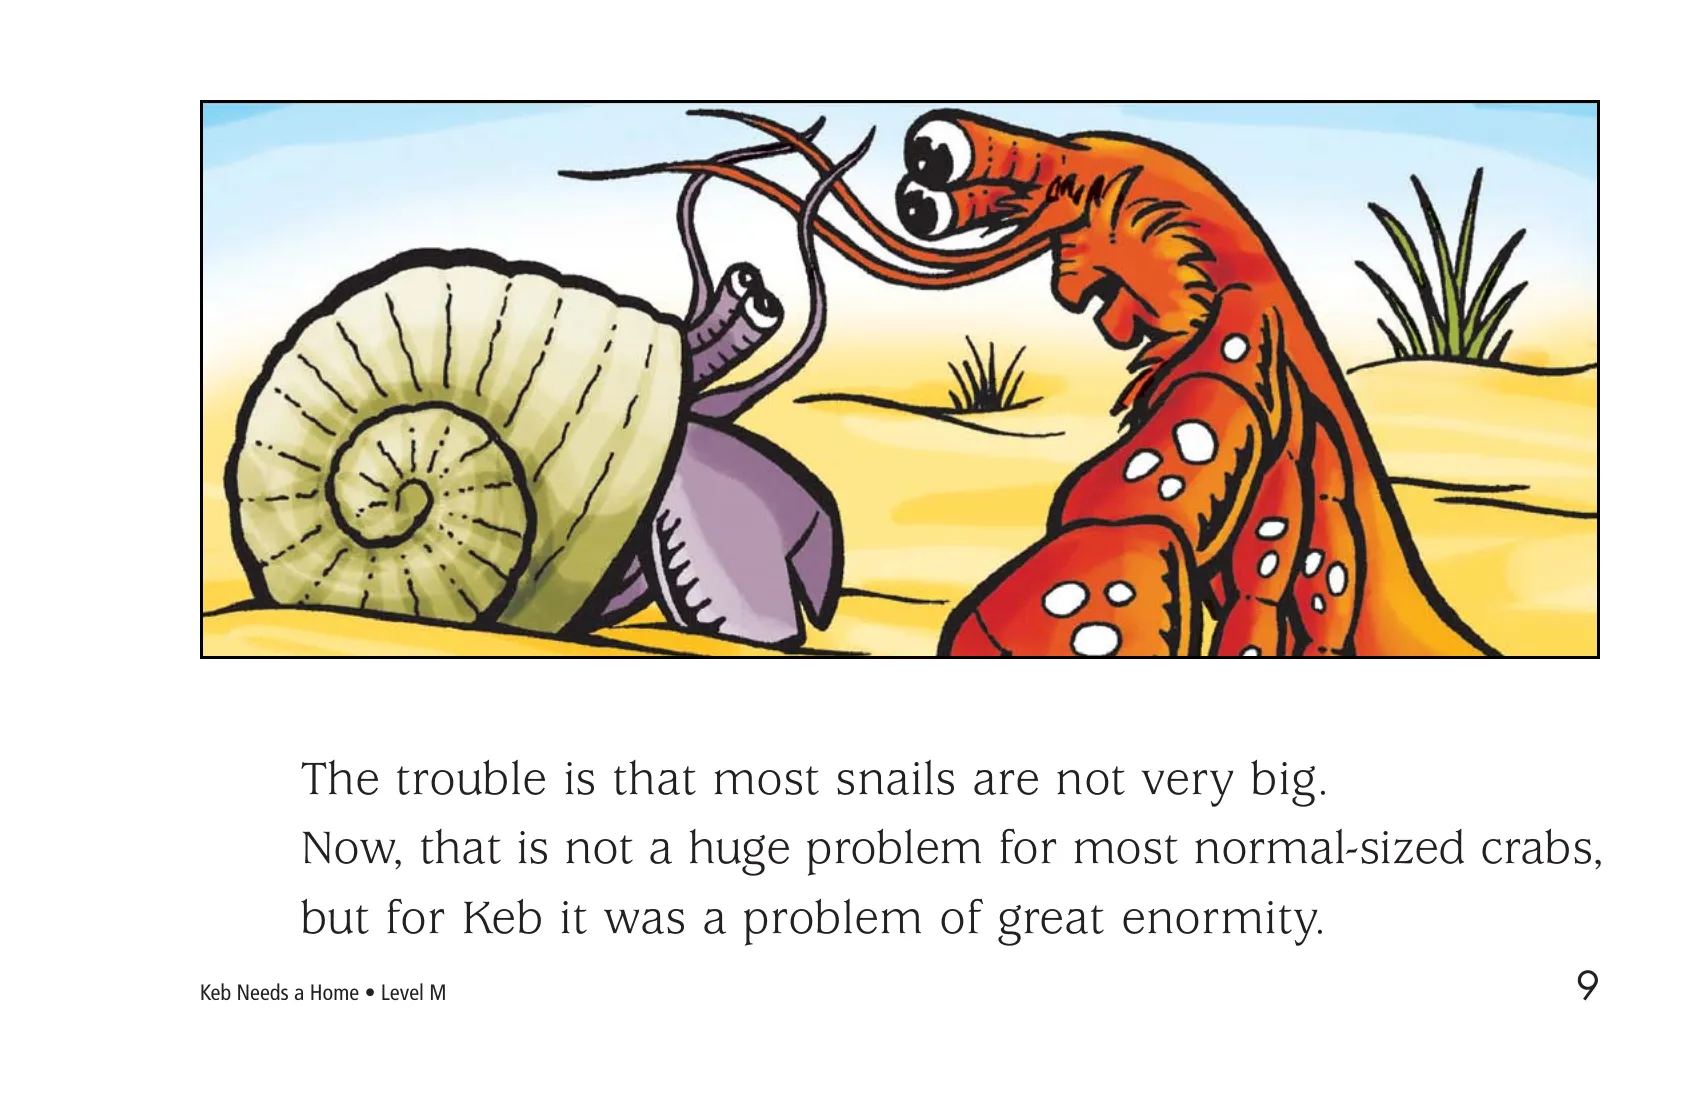 The trouble is that most snails are not very big.
Now, that is not a huge problem for most normal-sized crabs,
but for Keb it was a problem of great enormity.
Keb Needs a Home • Level M
9